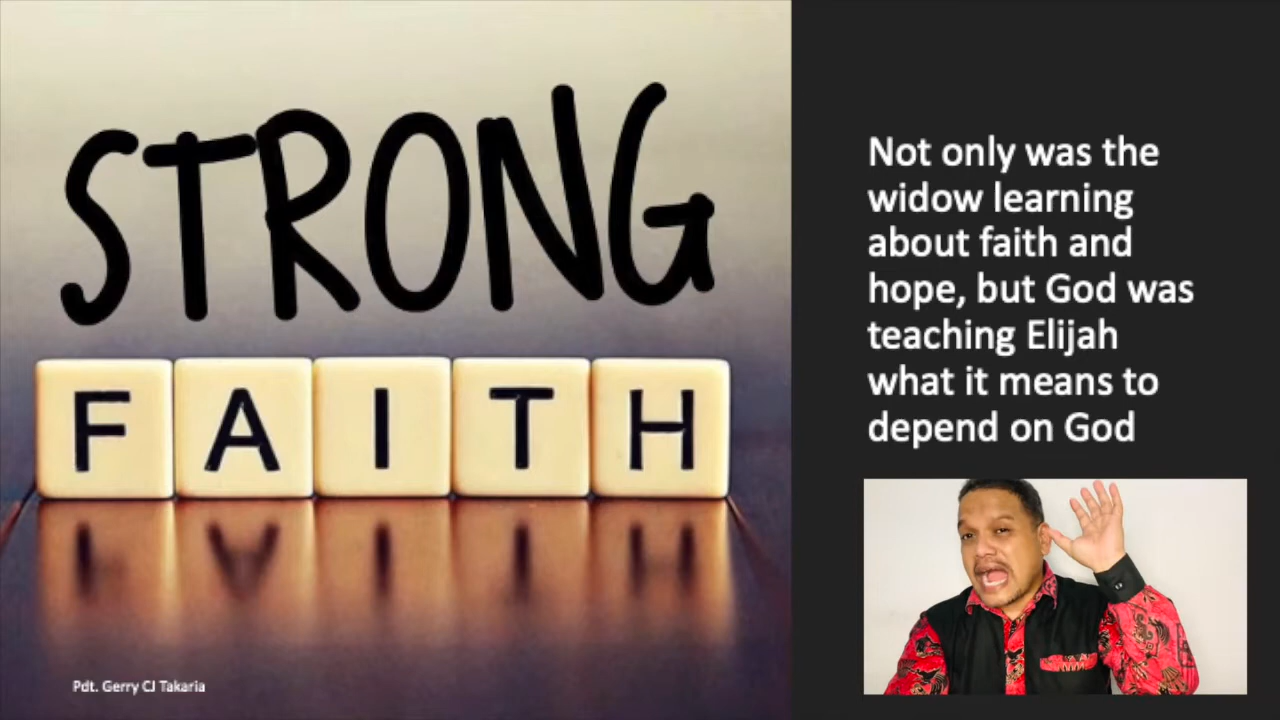 STRONG
FAITH
Pdt. Gerry CJ Takaria
Not only was the
widow learning
about faith and
hope, but God was
teaching Elijah
what it means to
depend on God